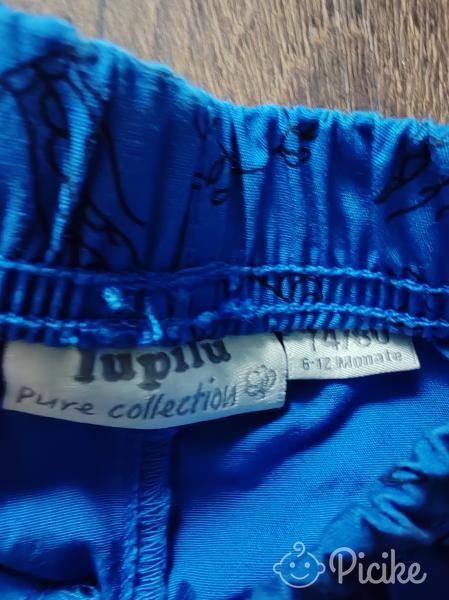 lupilu
pure collection
74/80
6-12 Monate
Picike